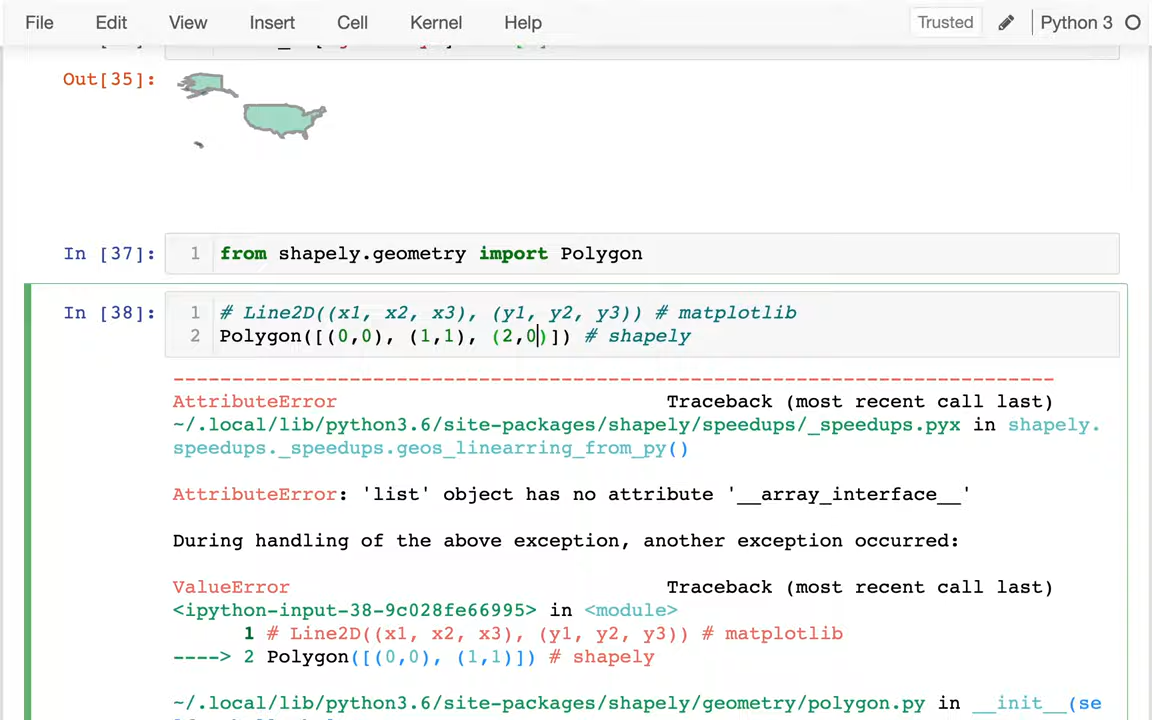 File Edit View Insert Cell Kernel Help Trusted Python 3
Out[35]:
In [37]: 1 from shapely.geometry import Polygon
In [38]: 1 # Line2D((x1, x2, x3), (y1, y2, y3)) # matplotlib
2 Polygon([(0,0), (1,1), (2,0)]) # shapely
---------------------------------------------------------------------------
AttributeError Traceback (most recent call last)
~/.local/lib/python3.6/site-packages/shapely/speedups/_speedups.pyx in shapely.
speedups._speedups.geos_linearring_from_py()
AttributeError: 'list' object has no attribute '__array_interface__'
During handling of the above exception, another exception occurred:
ValueError Traceback (most recent call last)
<ipython-input-38-9c028fe66995> in <module>
1 # Line2D((x1, x2, x3), (y1, y2, y3)) # matplotlib
----> 2 Polygon([(0,0), (1,1)]) # shapely
~/.local/lib/python3.6/site-packages/shapely/geometry/polygon.py in __init__(se